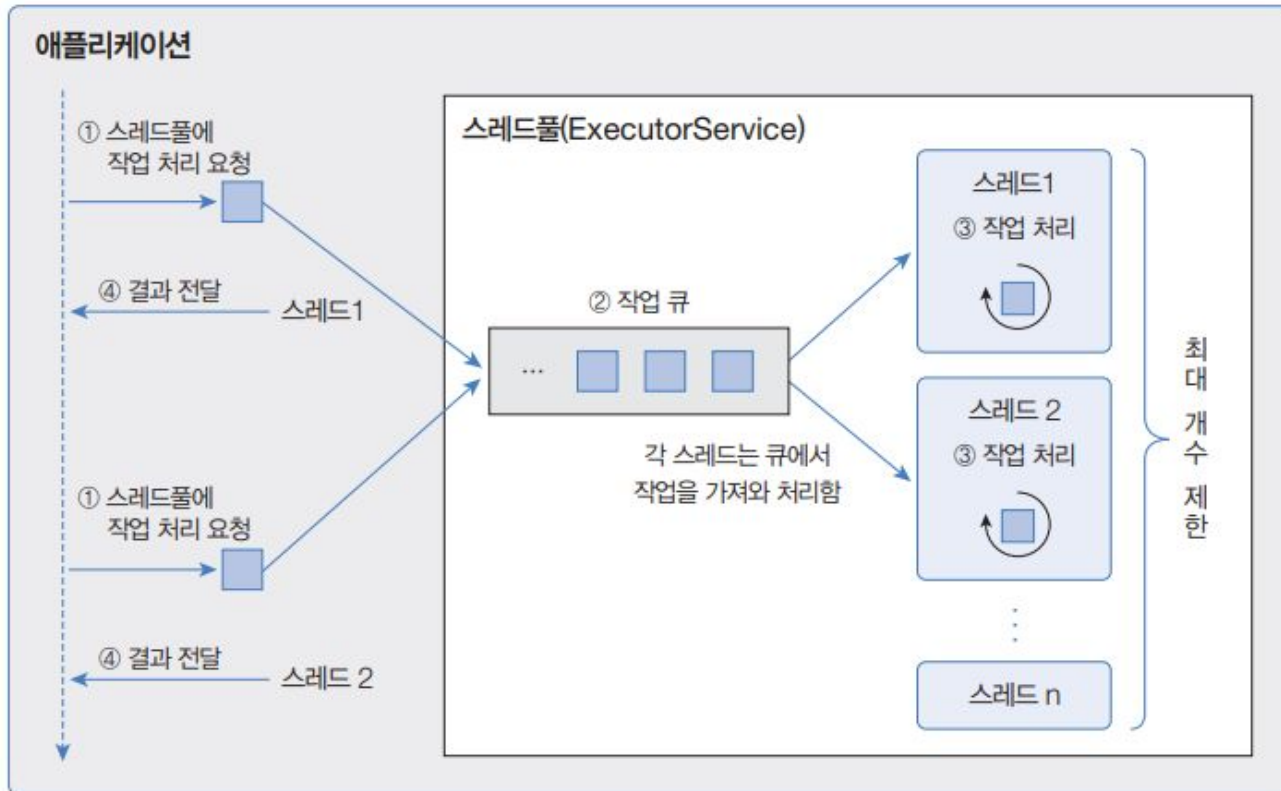 애플리케이션
① 스레드풀에
작업 처리 요청
④ 결과 전달
스레드1
① 스레드풀에
작업 처리 요청
④ 결과 전달
스레드 2
스레드풀(ExecutorService)
② 작업 큐
...
각 스레드는 큐에서
작업을 가져와 처리함
스레드1
③ 작업 처리
스레드 2
③ 작업 처리
⋮
스레드 n
최대 개수 제한